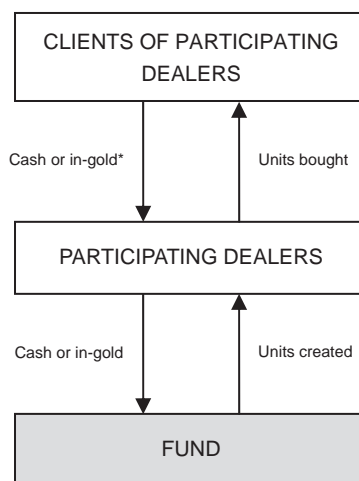 CLIENTS OF PARTICIPATING
DEALERS
Cash or in-gold*
Units bought
PARTICIPATING DEALERS
Cash or in-gold
Units created
FUND